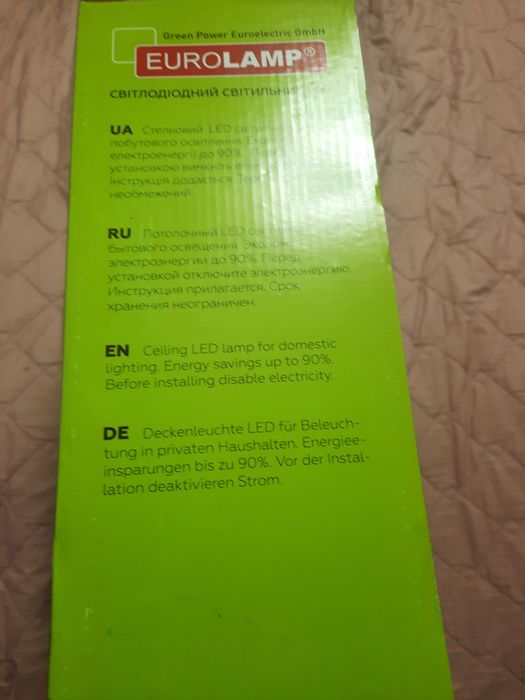 Green Power Euroelectric GmbH
EUROLAMP®
СВІТЛОДІОДНИЙ СВІТИЛЬНИК
UA Стельовий LED
побутового освітлення.
електроенергії до 90%.
установкою вимкніть
Інструкція додається.
необмежений.
RU Потолочный LED
бытового освещения.
электроэнергии до 90%. Перед
установкой отключите электроэнергию.
Инструкция прилагается. Срок
хранения неограничен.
EN Ceiling LED lamp for domestic
lighting. Energy savings up to 90%.
Before installing disable electricity.
DE Deckenleuchte LED für Beleuch-
tung in privaten Haushalten. Energiee-
insparungen bis zu 90%. Vor der Instal-
lation deaktivieren Strom.